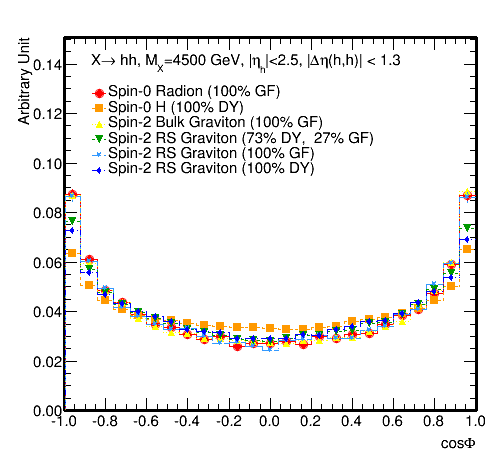 Arbitrary Unit
0.14
0.12
0.10
0.08
0.06
0.04
0.02
0.00
X→ hh, M_X=4500 GeV, |η_h|<2.5, |Δη(h,h)| < 1.3
Spin-0 Radion (100% GF)
Spin-0 H (100% DY)
Spin-2 Bulk Graviton (100% GF)
Spin-2 RS Graviton (73% DY, 27% GF)
Spin-2 RS Graviton (100% GF)
Spin-2 RS Graviton (100% DY)
-1.0 -0.8 -0.6 -0.4 -0.2 0.0 0.2 0.4 0.6 0.8 1.0
cosΦ